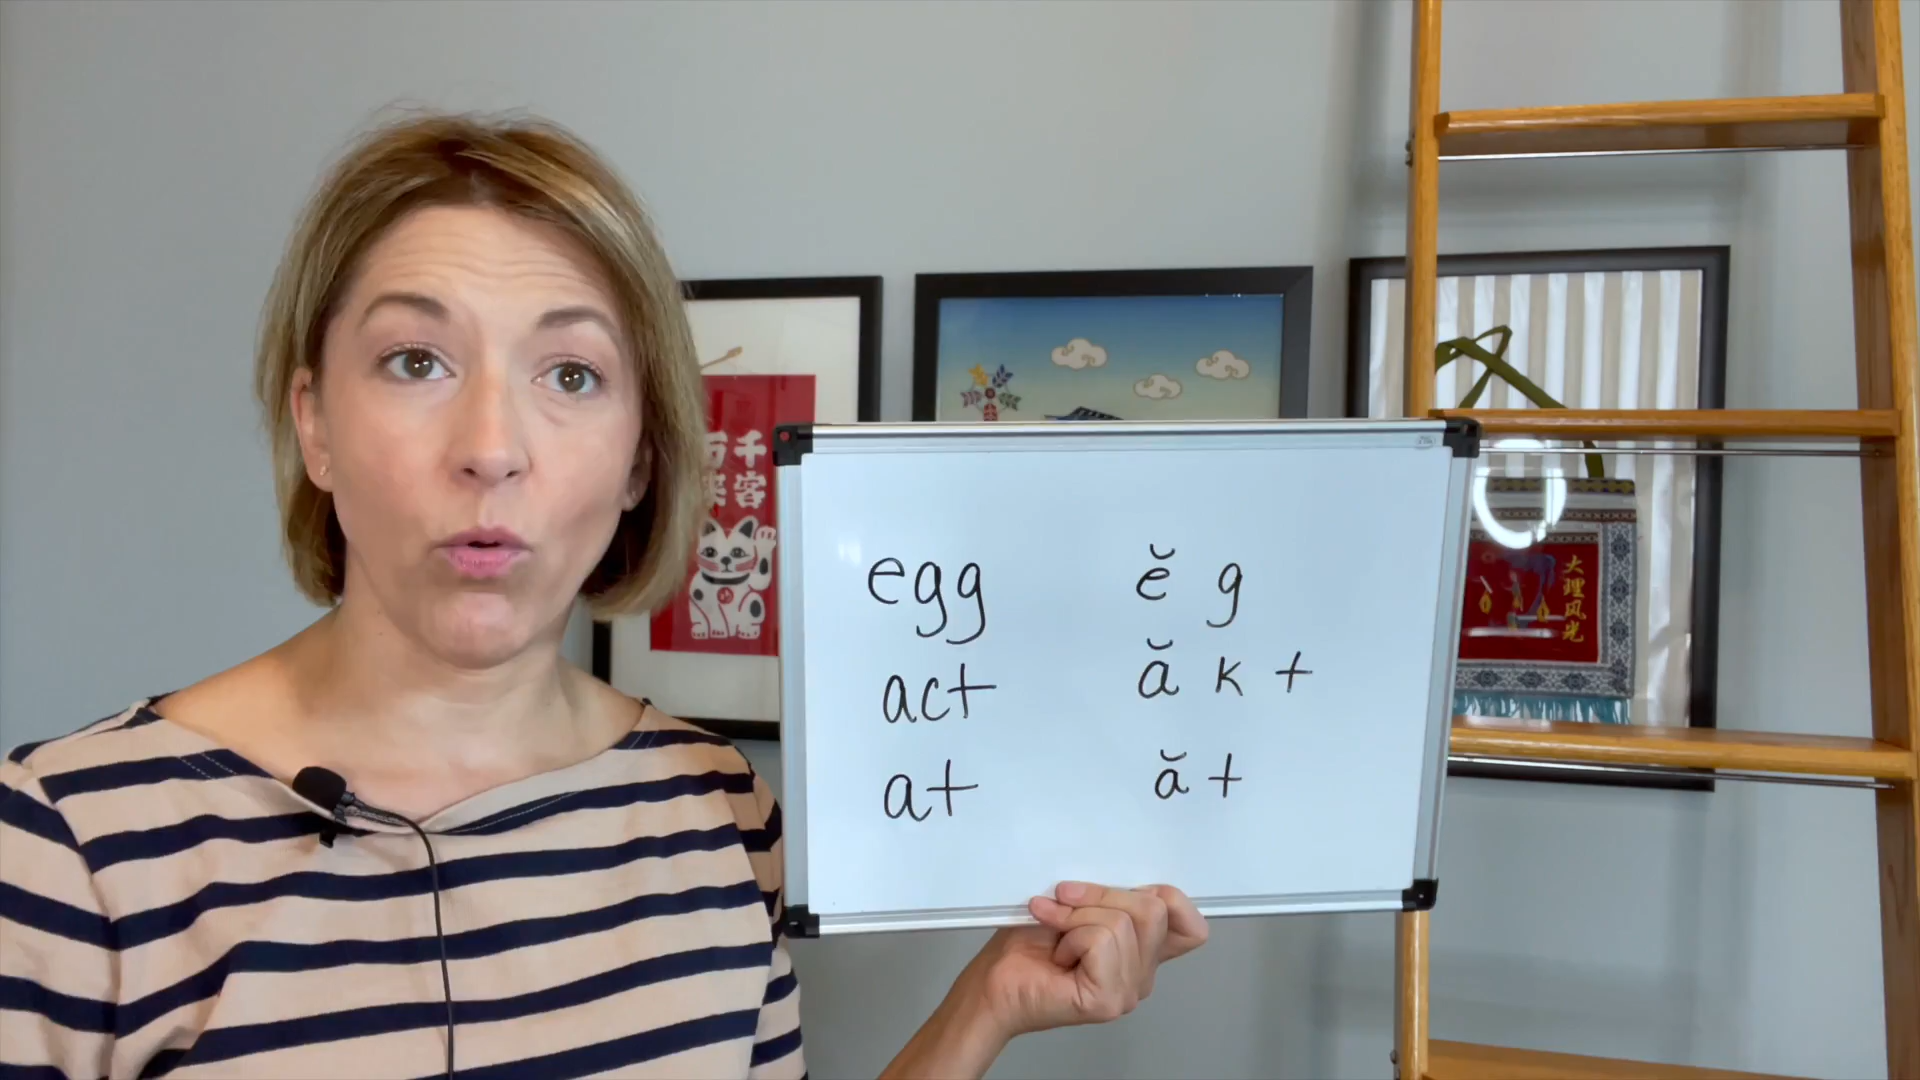 千
万
客
来
大理风光
egg ĕ g
act ă k t
at ă t